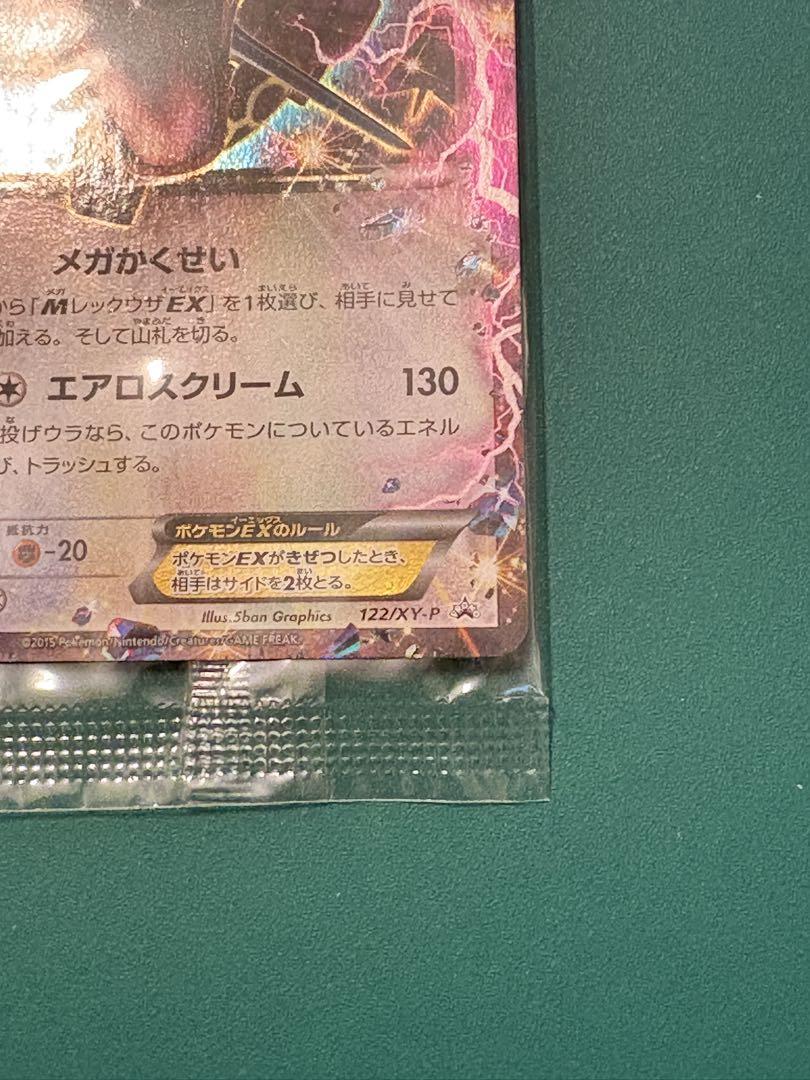 メガかくせい
から「MレックウザEX」を1枚選び、相手に見せて
加える。そして山札を切る。
エアロスクリーム 130
投げウラなら、このポケモンについているエネル
び、トラッシュする。
抵抗力
-20
ポケモンEXのルール
ポケモンEXがきぜつしたとき、
相手はサイドを2枚とる。
Illus.5ban Graphics 122/XY-P
©2015 Pokémon/Nintendo/Creatures/GAME FREAK.